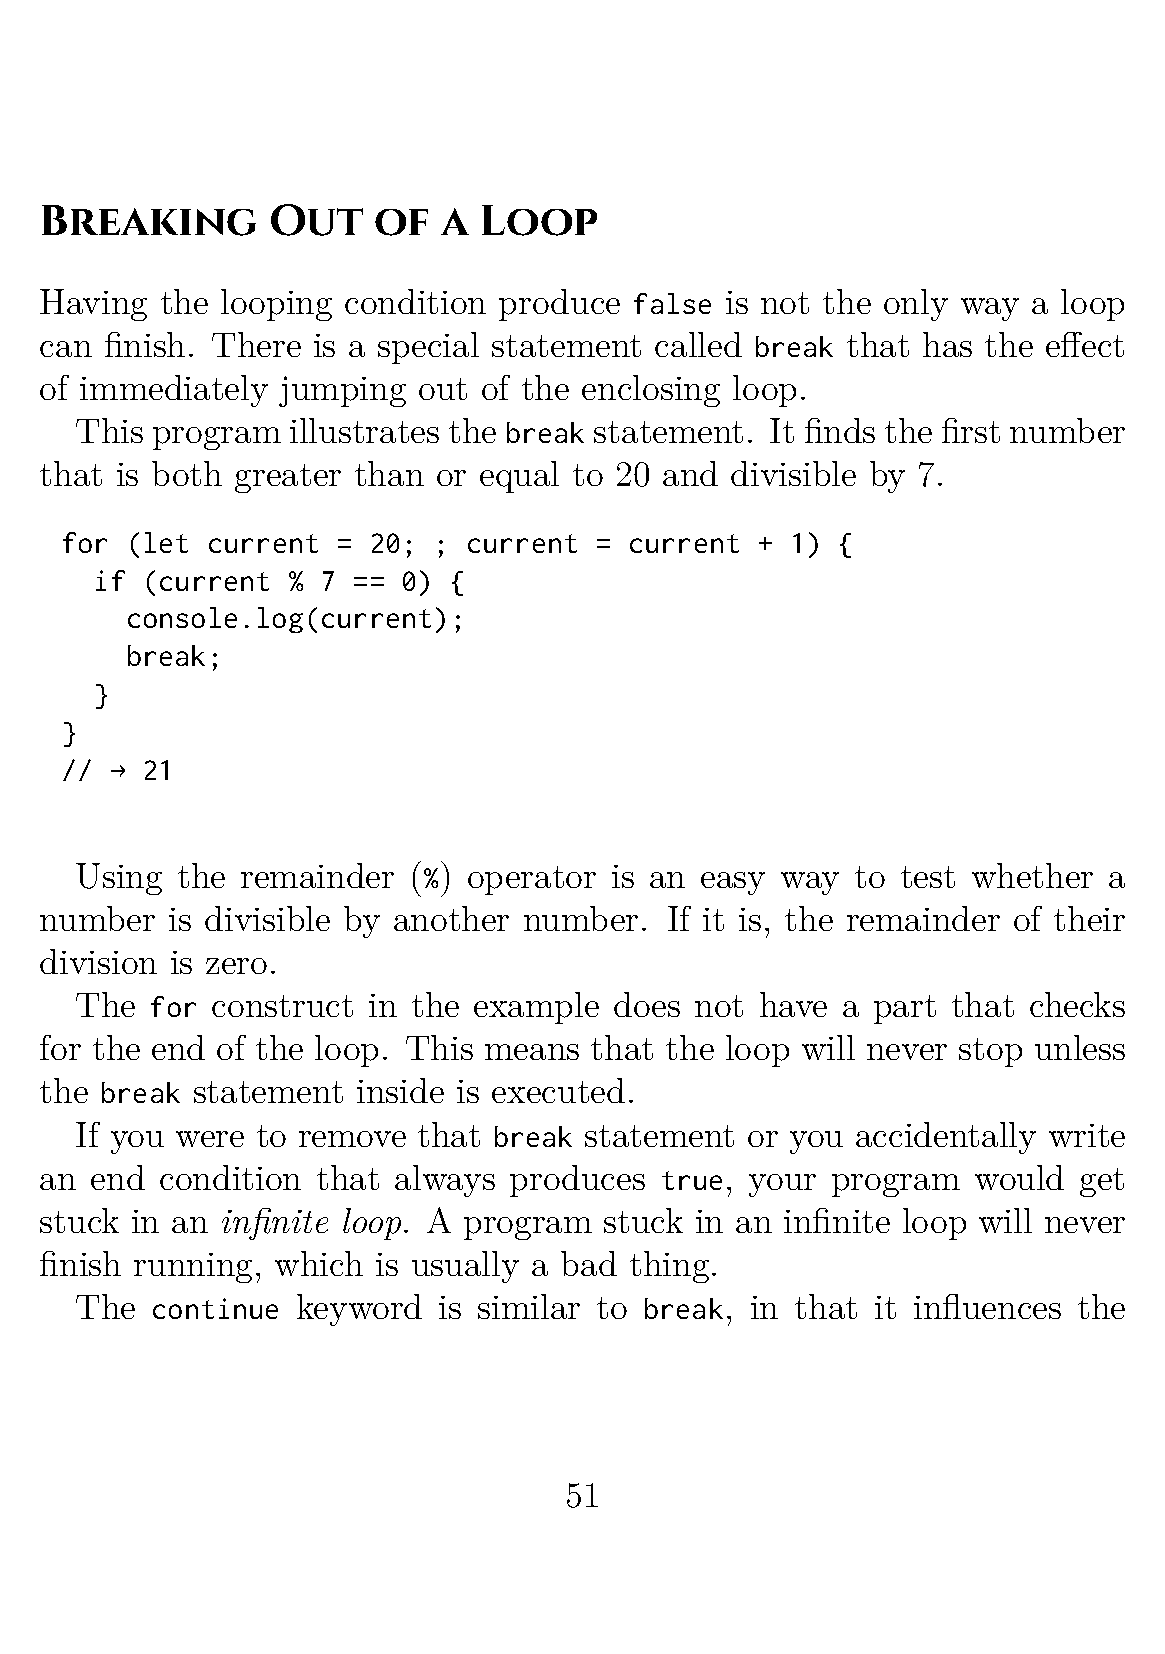 Breaking Out of a Loop
Having the looping condition produce false is not the only way a loop
can finish. There is a special statement called break that has the effect
of immediately jumping out of the enclosing loop.
This program illustrates the break statement. It finds the first number
that is both greater than or equal to 20 and divisible by 7.
for (let current = 20; ; current = current + 1) {
  if (current % 7 == 0) {
    console.log(current);
    break;
  }
}
// → 21
Using the remainder (%) operator is an easy way to test whether a
number is divisible by another number. If it is, the remainder of their
division is zero.
The for construct in the example does not have a part that checks
for the end of the loop. This means that the loop will never stop unless
the break statement inside is executed.
If you were to remove that break statement or you accidentally write
an end condition that always produces true, your program would get
stuck in an infinite loop. A program stuck in an infinite loop will never
finish running, which is usually a bad thing.
The continue keyword is similar to break, in that it influences the
51